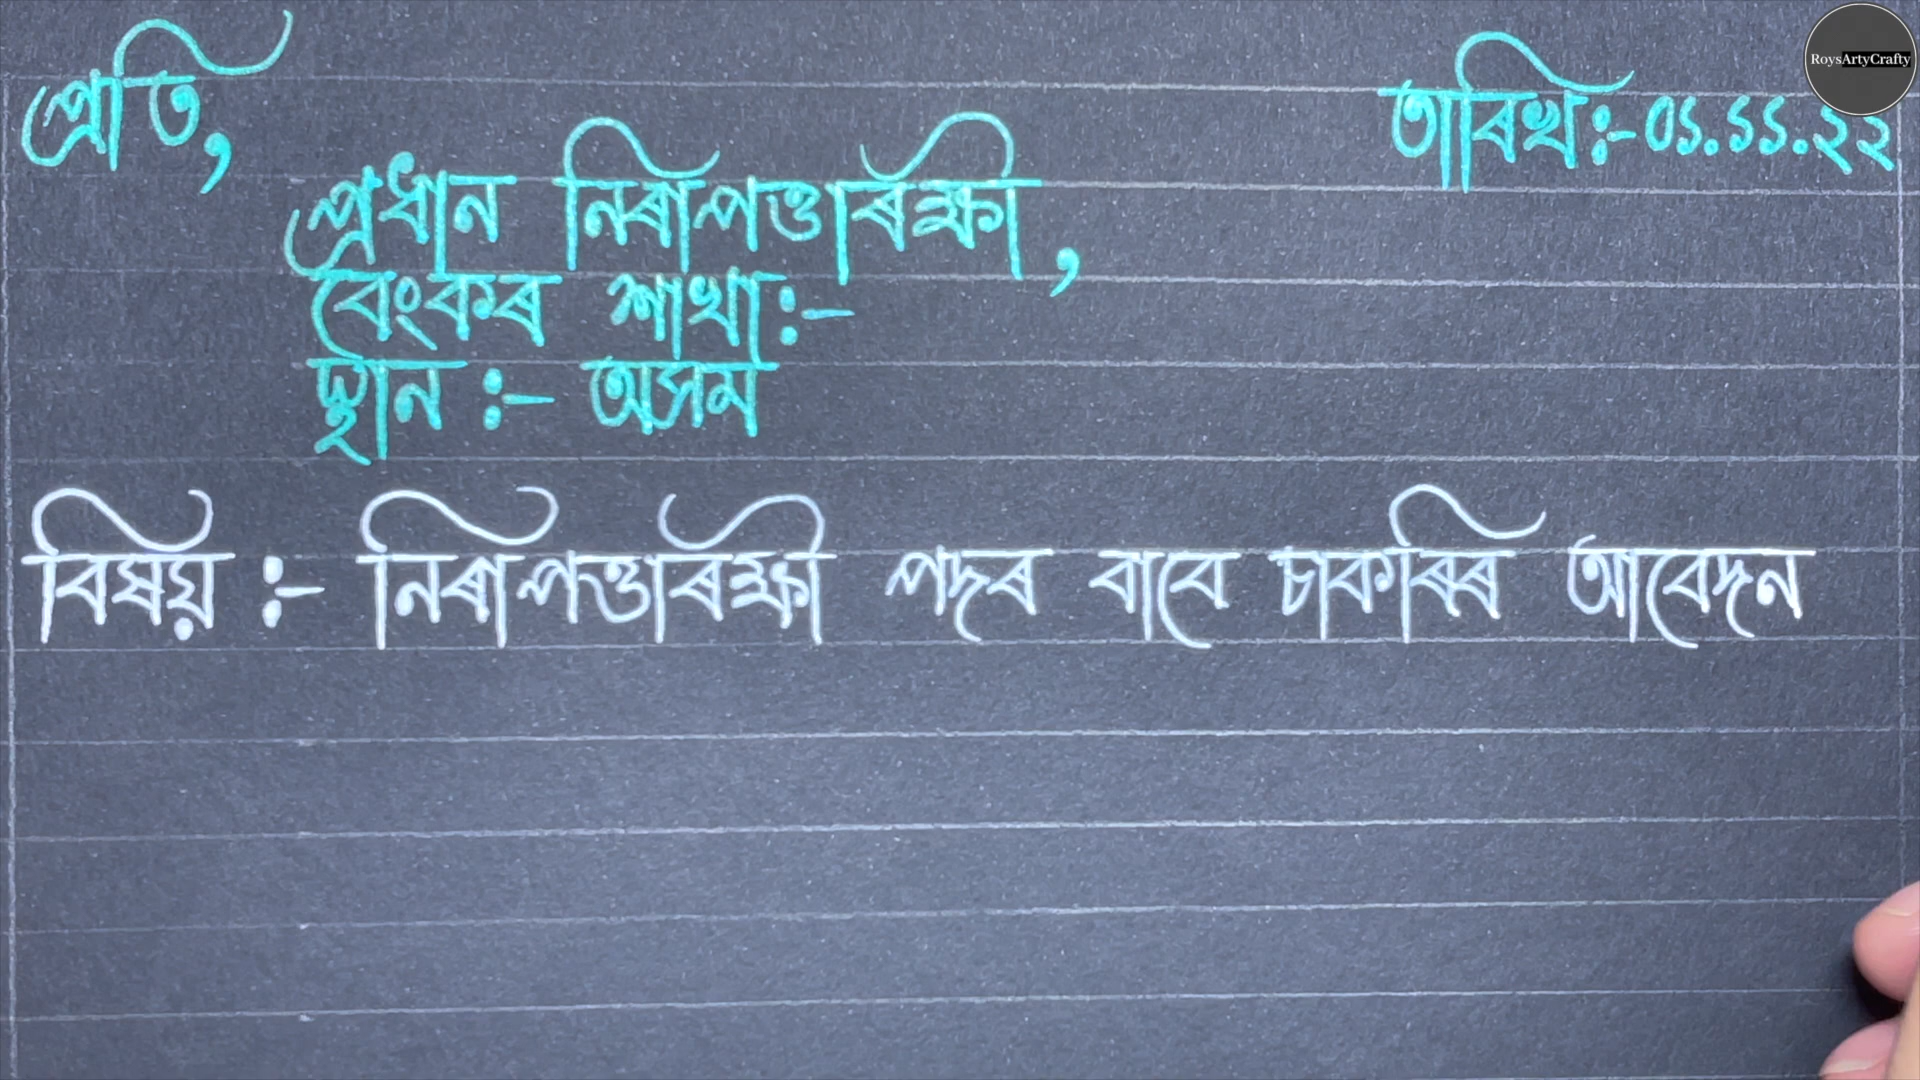 RoysArtyCrafty
প্ৰতি,
তাৰিখ:-০১.১১.২২
প্ৰধান নিৰাপত্তাৰক্ষী,
বেংকৰ শাখা:-
স্থান :- অসম
বিষয় :- নিৰাপত্তাৰক্ষী পদৰ বাবে চাকৰিৰ আবেদন